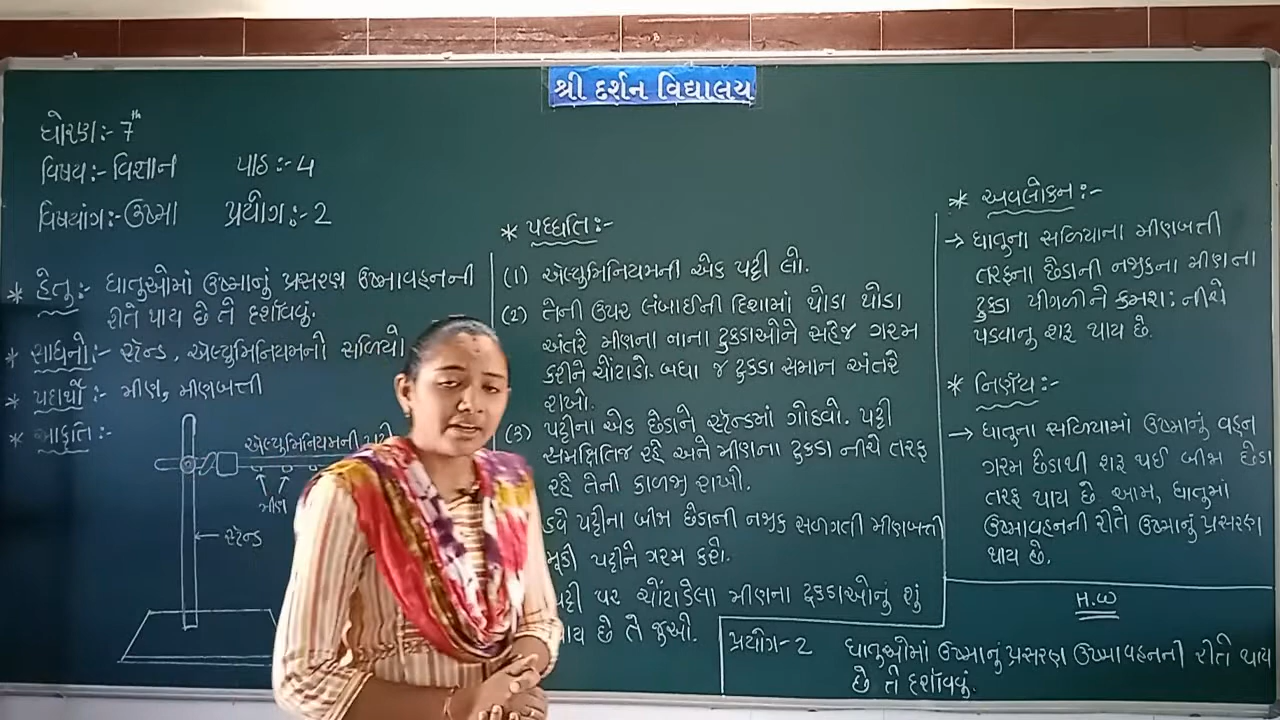 શ્રી દર્શન વિદ્યાલય
ધોરણ:- 7th
વિષય:- વિજ્ઞાન પાઠ:- 4
વિષયાંગ:- ઉષ્મા પ્રયોગ:- 2
* હેતુ:- ધાતુઓમાં ઉષ્માનું પ્રસરણ ઉષ્માવહનની
રીતે થાય છે તે દર્શાવવું.
* સાધનો:- સ્ટેન્ડ, એલ્યુમિનિયમનો સળિયો
* પદાર્થો:- મીણ, મીણબત્તી
* આકૃતિ:-
એલ્યુમિનિયમની
મીણ
સ્ટેન્ડ
* પદ્ધતિ:-
(1) એલ્યુમિનિયમની એક પટ્ટી લો.
(2) તેની ઉપર લંબાઈની દિશામાં થોડા થોડા
અંતરે મીણના નાના ટુકડાઓને સહેજ ગરમ
કરીને ચોંટાડો. બધા જ ટુકડા સમાન અંતરે
રાખો.
(3) પટ્ટીના એક છેડાને સ્ટેન્ડમાં ગોઠવો. પટ્ટી
સમક્ષિતિજ રહે અને મીણના ટુકડા નીચે તરફ
રહે તેની કાળજી રાખો.
હવે પટ્ટીના બીજા છેડાની નજીક સળગતી મીણબત્તી
મૂકી પટ્ટીને ગરમ કરો.
પટ્ટી પર ચોંટાડેલા મીણના ટુકડાઓનું શું
થાય છે તે જુઓ.
* અવલોકન:-
→ ધાતુના સળિયાના મીણબત્તી
તરફના છેડાની નજીકના મીણના
ટુકડા પીગળીને ક્રમશ: નીચે
પડવાનુ શરૂ થાય છે.
* નિર્ણય:-
→ ધાતુના સળિયામાં ઉષ્માનું વહન
ગરમ છેડાથી શરૂ થઈ બીજા છેડા
તરફ થાય છે આમ, ધાતુમાં
ઉષ્માવહનની રીતે ઉષ્માનું પ્રસરણ
થાય છે.
H.W
પ્રયોગ-2 ધાતુઓમાં ઉષ્માનું પ્રસરણ ઉષ્માવહનની રીતે થાય
છે તે દર્શાવવું.